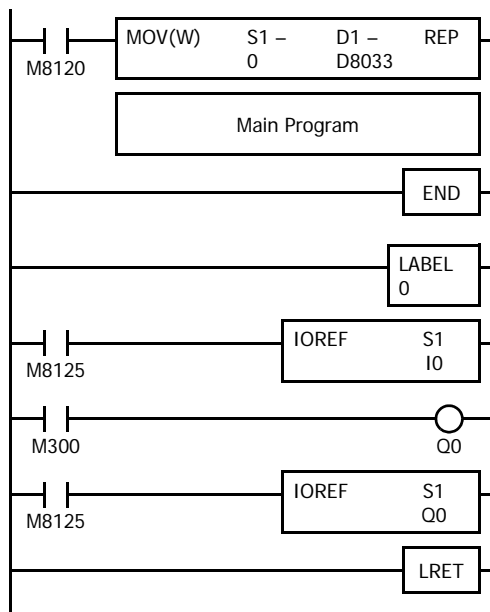 MOV(W) S1 – D1 – REP
0 D8033
M8120
Main Program
END
LABEL
0
IOREF S1
I0
M8125
M300
Q0
IOREF S1
Q0
M8125
LRET